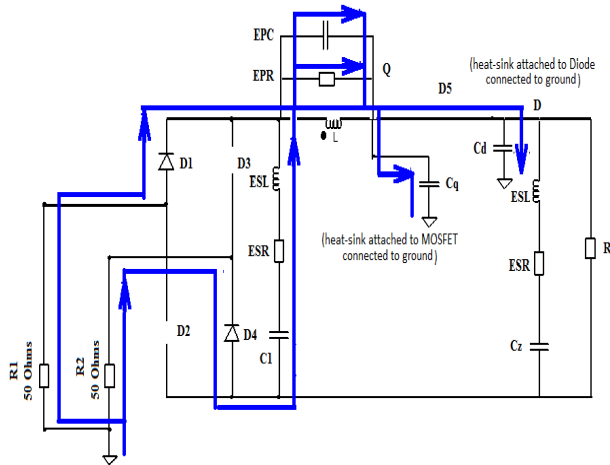 EPC
EPR
Q
(heat-sink attached to Diode
connected to ground)
D5
D
D1
D3
L
Cd
ESL
Cq
ESL
(heat-sink attached to MOSFET
connected to ground)
ESR
R
ESR
D2
D4
C1
Cz
R1
50 Ohms
R2
50 Ohms